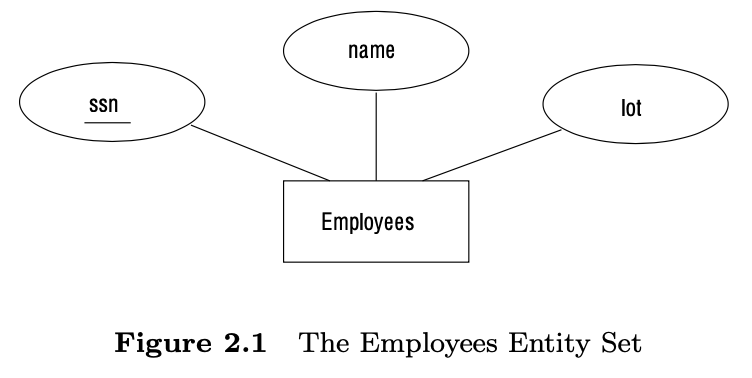 name
ssn
lot
Employees
Figure 2.1 The Employees Entity Set